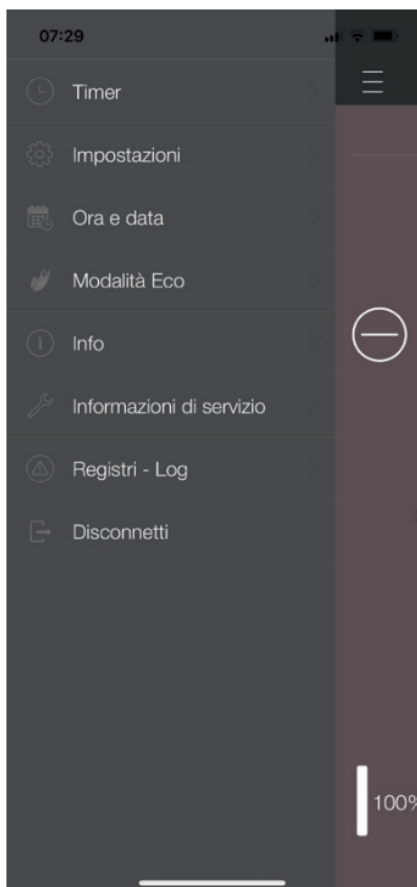 07:29
Timer
Impostazioni
Ora e data
Modalità Eco
Info
Informazioni di servizio
Registri - Log
Disconnetti
100%